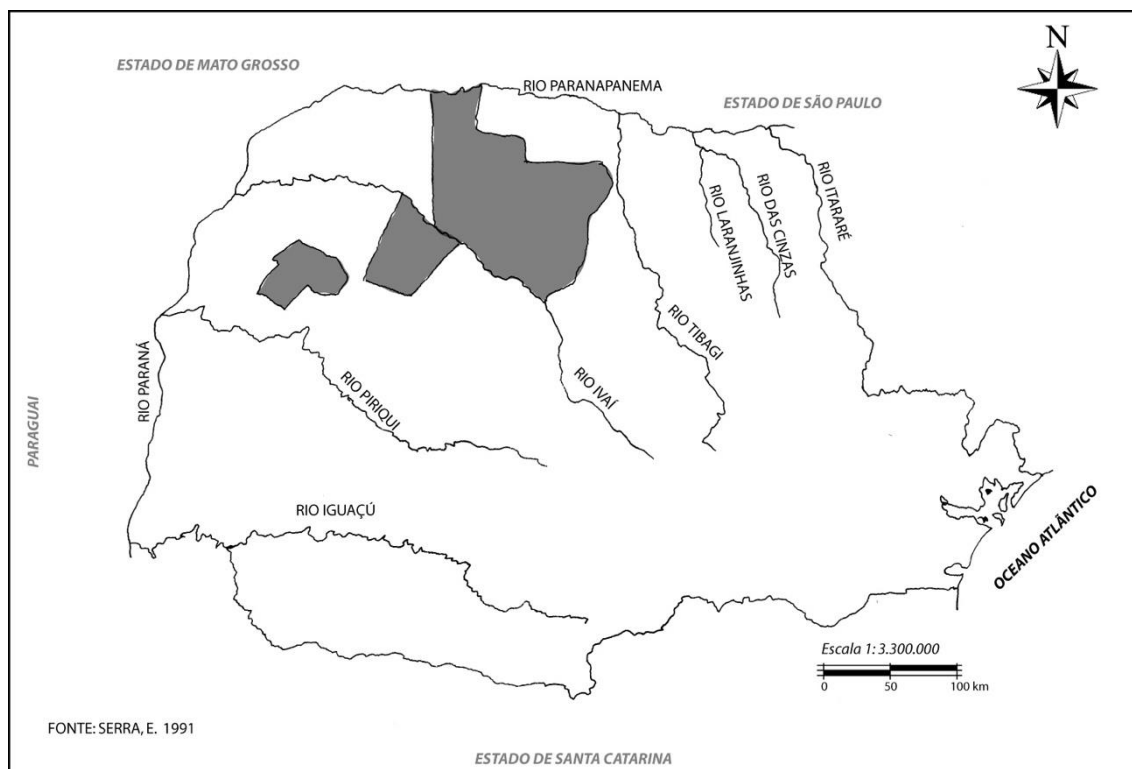 ESTADO DE MATO GROSSO
N
RIO PARANAPANEMA
ESTADO DE SÃO PAULO
RIO ITARARÉ
RIO DAS CINZAS
RIO LARANJINHAS
RIO TIBAGI
RIO IVAÍ
RIO PIRIQUI
RIO PARANÁ
PARAGUAI
RIO IGUAÇÚ
OCEANO ATLÂNTICO
Escala 1: 3.300.000
0 50 100 km
FONTE: SERRA, E. 1991
ESTADO DE SANTA CATARINA